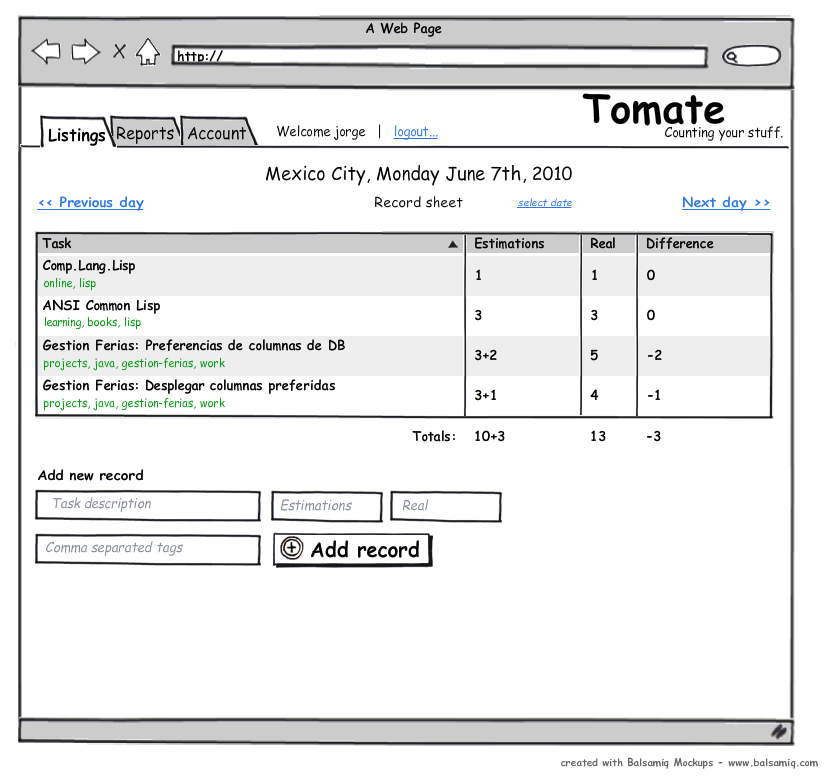 A Web Page
http://
Tomate
Counting your stuff.
Listings Reports Account Welcome jorge | logout...
Mexico City, Monday June 7th, 2010
<< Previous day Record sheet select date Next day >>
Task Estimations Real Difference
Comp.Lang.Lisp 1 1 0
online, lisp
ANSI Common Lisp 3 3 0
learning, books, lisp
Gestion Ferias: Preferencias de columnas de DB 3+2 5 -2
projects, java, gestion-ferias, work
Gestion Ferias: Desplegar columnas preferidas 3+1 4 -1
projects, java, gestion-ferias, work
Totals: 10+3 13 -3
Add new record
Task description Estimations Real
Comma separated tags Add record
created with Balsamiq Mockups - www.balsamiq.com